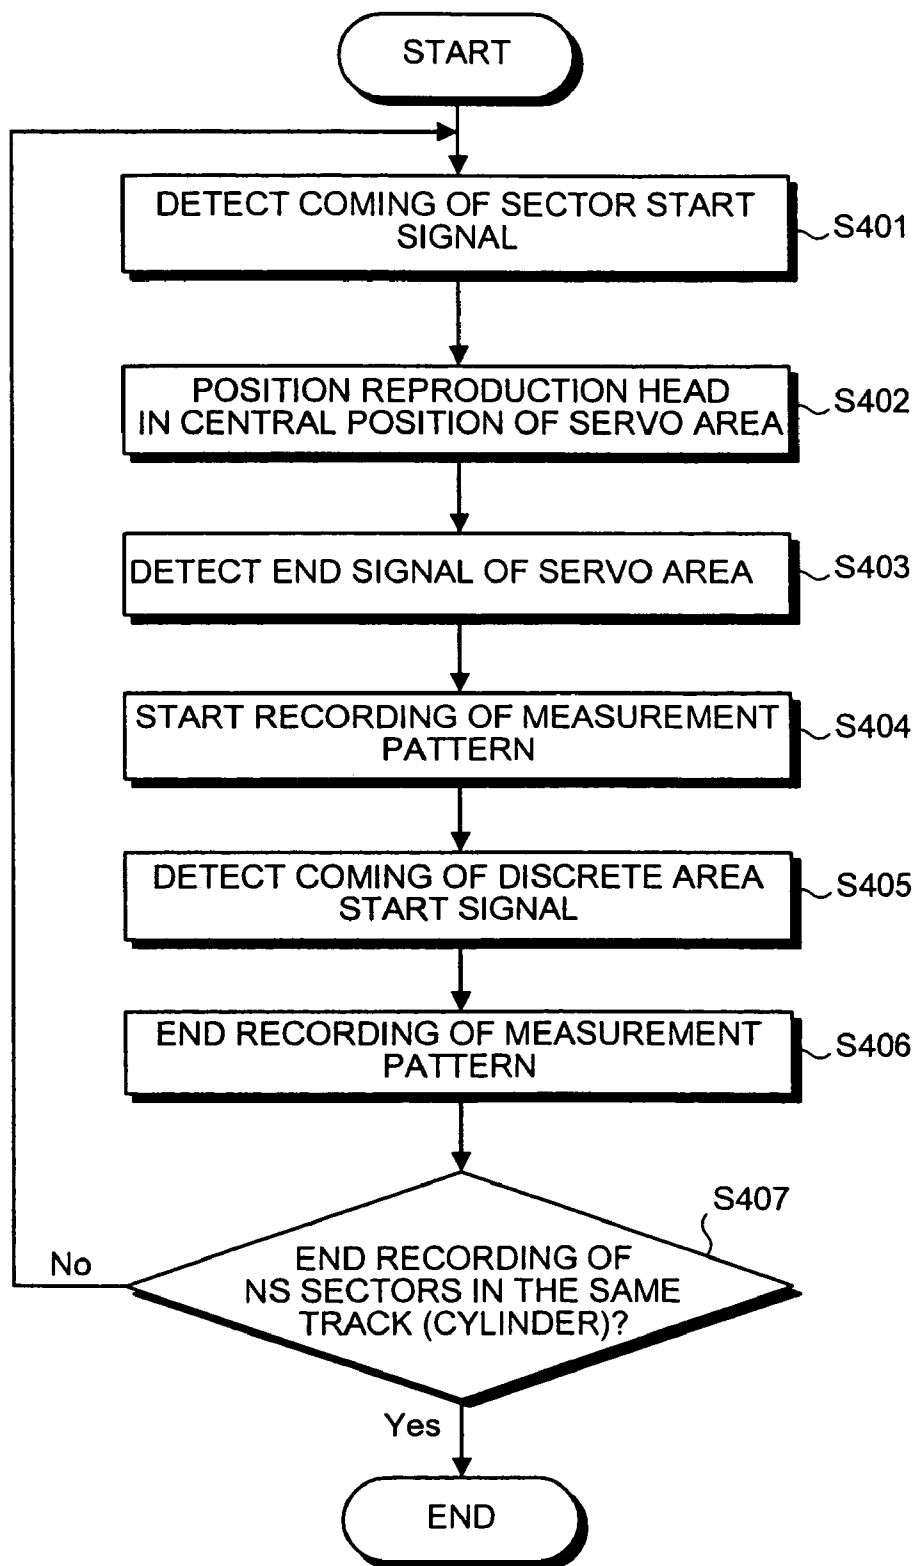 START
DETECT COMING OF SECTOR START
SIGNAL
S401
POSITION REPRODUCTION HEAD
IN CENTRAL POSITION OF SERVO AREA
S402
DETECT END SIGNAL OF SERVO AREA
S403
START RECORDING OF MEASUREMENT
PATTERN
S404
DETECT COMING OF DISCRETE AREA
START SIGNAL
S405
END RECORDING OF MEASUREMENT
PATTERN
S406
S407
END RECORDING OF
NS SECTORS IN THE SAME
TRACK (CYLINDER)?
No
Yes
END